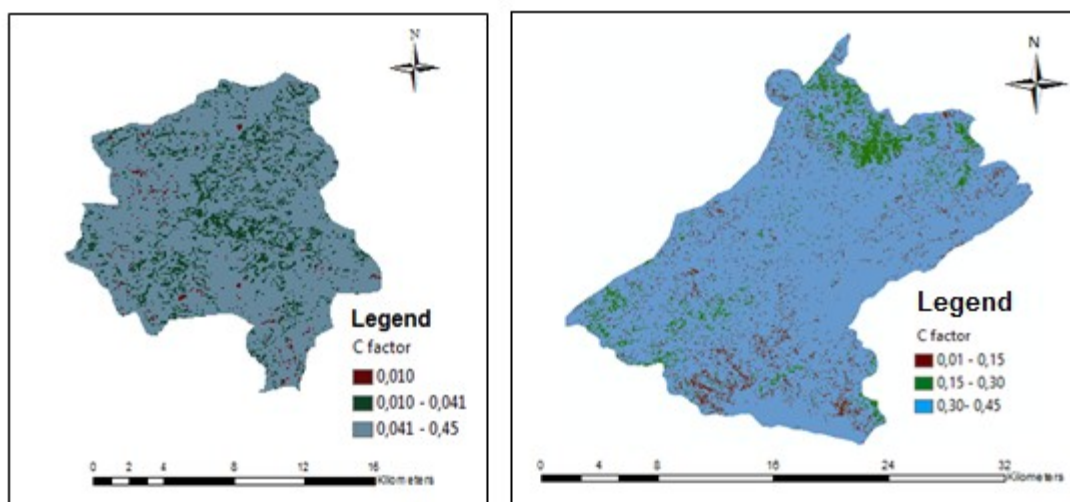 N
Legend
C factor
0,010
0,010 - 0,041
0,041 - 0,45
0 4 8 12 16
Kilometers
N
Legend
C factor
0,01 - 0,15
0,15 - 0,30
0,30- 0,45
0 4 8 16 24 32
Kilometers